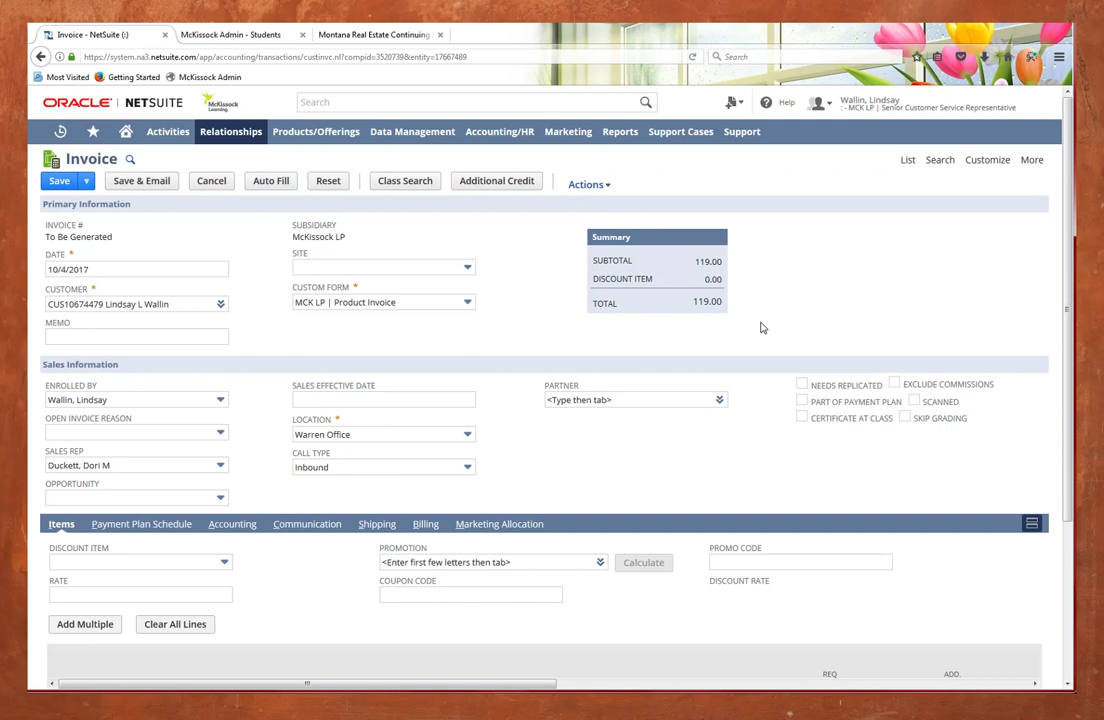 Invoice - NetSuite (:)
McKissock Admin - Students
Montana Real Estate Continuing
https://system.na3.netsuite.com/app/accounting/transactions/custinvc.nl?compid=3520739&entity=17667489
Search
Most Visited
Getting Started
McKissock Admin
ORACLE | NETSUITE
McKissock
Learning
Search
Help
Wallin, Lindsay
: - MCK LP | Senior Customer Service Representative
Activities
Relationships
Products/Offerings
Data Management
Accounting/HR
Marketing
Reports
Support Cases
Support
Invoice
List
Search
Customize
More
Save
Save & Email
Cancel
Auto Fill
Reset
Class Search
Additional Credit
Actions
Primary Information
INVOICE #
To Be Generated
SUBSIDIARY
McKissock LP
DATE *
10/4/2017
SITE
CUSTOMER *
CUS10674479 Lindsay L Wallin
CUSTOM FORM *
MCK LP | Product Invoice
MEMO
Summary
SUBTOTAL 119.00
DISCOUNT ITEM 0.00
TOTAL 119.00
Sales Information
ENROLLED BY
Wallin, Lindsay
SALES EFFECTIVE DATE
PARTNER
<Type then tab>
NEEDS REPLICATED
EXCLUDE COMMISSIONS
PART OF PAYMENT PLAN
SCANNED
CERTIFICATE AT CLASS
SKIP GRADING
OPEN INVOICE REASON
LOCATION *
Warren Office
SALES REP
Duckett, Dori M
CALL TYPE
Inbound
OPPORTUNITY
Items
Payment Plan Schedule
Accounting
Communication
Shipping
Billing
Marketing Allocation
DISCOUNT ITEM
PROMOTION
<Enter first few letters then tab>
Calculate
PROMO CODE
RATE
COUPON CODE
DISCOUNT RATE
Add Multiple
Clear All Lines
REQ
ADD.